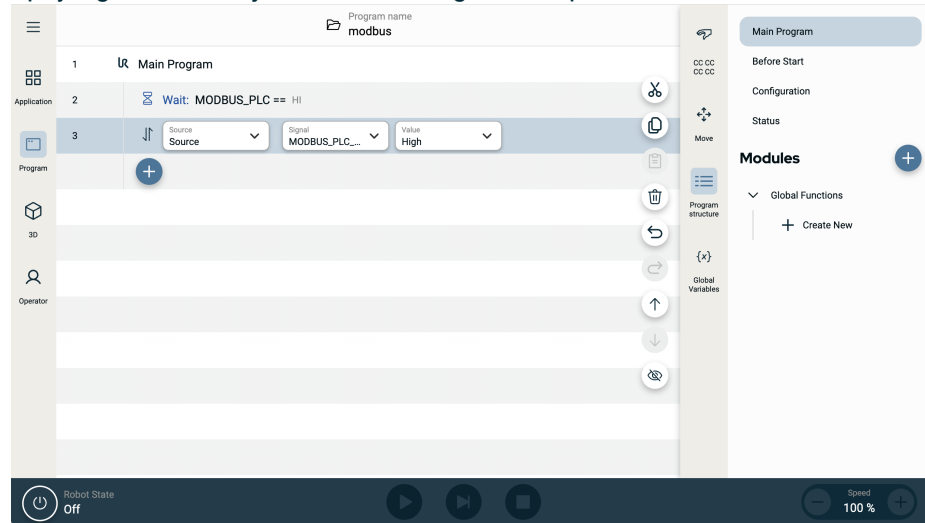 Program name
modbus
Main Program
1 Main Program
CC CC
CC CC
Before Start
Application
2 Wait: MODBUS_PLC == HI
Configuration
3
Source
Source
Signal
MODBUS_PLC_...
Value
High
Move
Status
Program
Modules
Program
structure
Global Functions
3D
Create New
{x}
Global
Variables
Operator
Robot State
Off
Speed
100 %